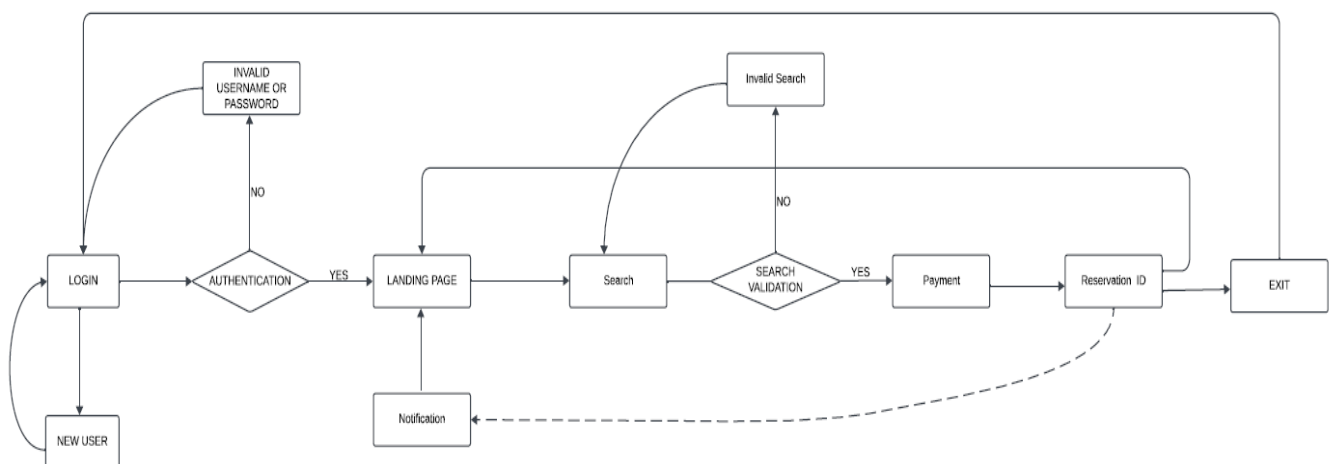 INVALID
USERNAME OR
PASSWORD
Invalid Search
NO
NO
LOGIN
AUTHENTICATION
YES
LANDING PAGE
Search
SEARCH
VALIDATION
YES
Payment
Reservation ID
EXIT
Notification
NEW USER